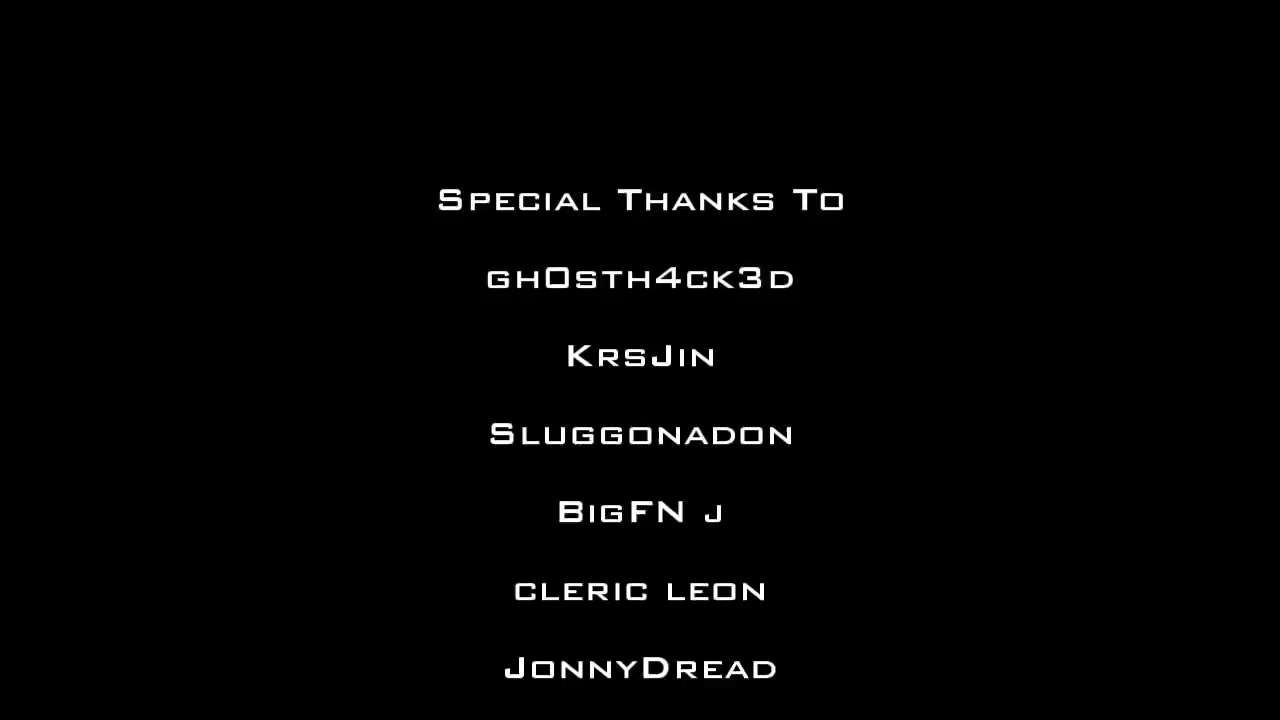 Special Thanks To
gh0sth4ck3d
KrsJin
Sluggonadon
BigFN j
cleric leon
JonnyDread